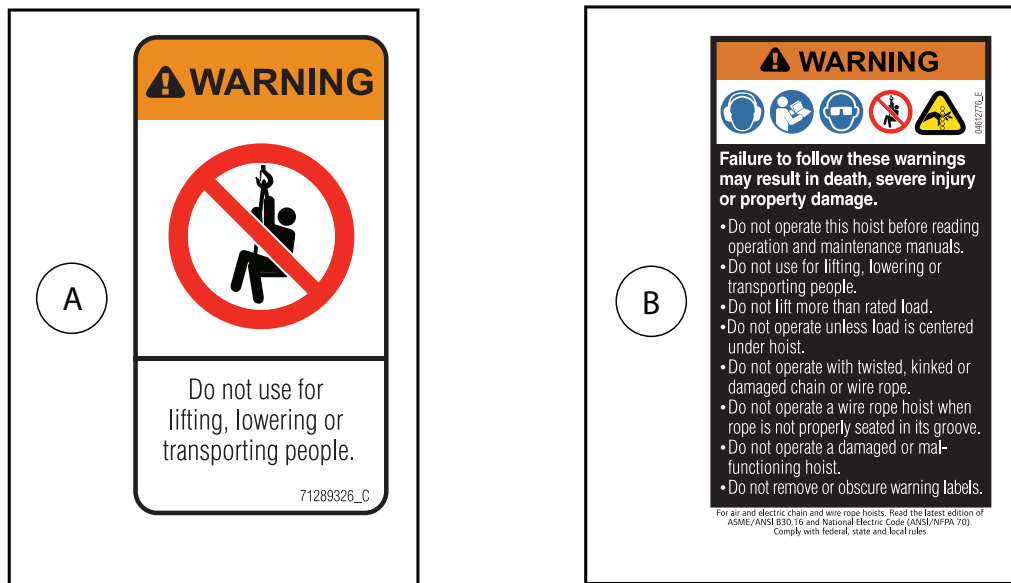 A
WARNING
Do not use for
lifting, lowering or
transporting people.
71289326_C
B
WARNING
04612776_E
Failure to follow these warnings
may result in death, severe injury
or property damage.
• Do not operate this hoist before reading
operation and maintenance manuals.
• Do not use for lifting, lowering or
transporting people.
• Do not lift more than rated load.
• Do not operate unless load is centered
under hoist.
• Do not operate with twisted, kinked or
damaged chain or wire rope.
• Do not operate a wire rope hoist when
rope is not properly seated in its groove.
• Do not operate a damaged or mal-
functioning hoist.
• Do not remove or obscure warning labels.
For air and electric chain and wire rope hoists. Read the latest edition of
ASME/ANSI B30.16 and National Electric Code (ANSI/NFPA 70).
Comply with federal, state and local rules.